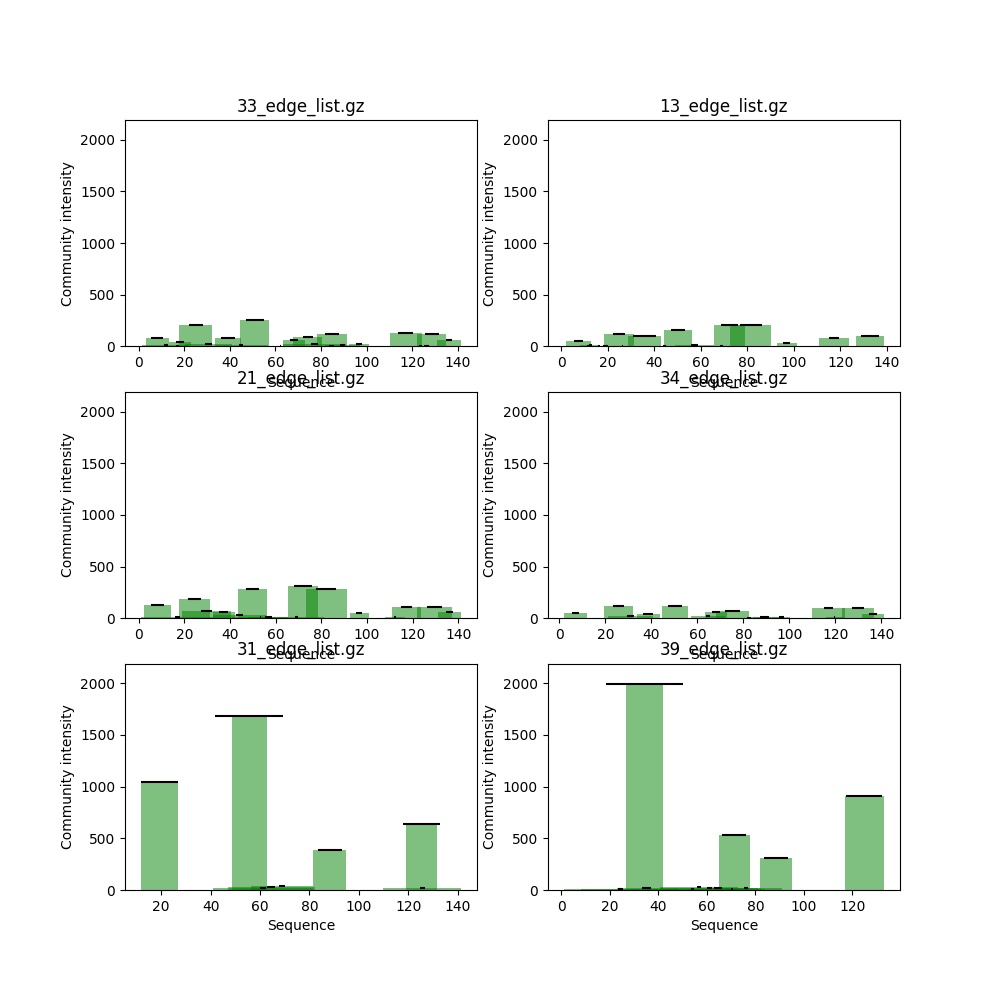 33_edge_list.gz
13_edge_list.gz
2000
1500
1000
500
0
Community intensity
0 20 40 60 80 100 120 140
Sequence
2000
1500
1000
500
0
Community intensity
0 20 40 60 80 100 120 140
Sequence
21_edge_list.gz
34_edge_list.gz
2000
1500
1000
500
0
Community intensity
0 20 40 60 80 100 120 140
Sequence
2000
1500
1000
500
0
Community intensity
0 20 40 60 80 100 120 140
Sequence
31_edge_list.gz
39_edge_list.gz
2000
1500
1000
500
0
Community intensity
20 40 60 80 100 120 140
Sequence
2000
1500
1000
500
0
Community intensity
0 20 40 60 80 100 120
Sequence